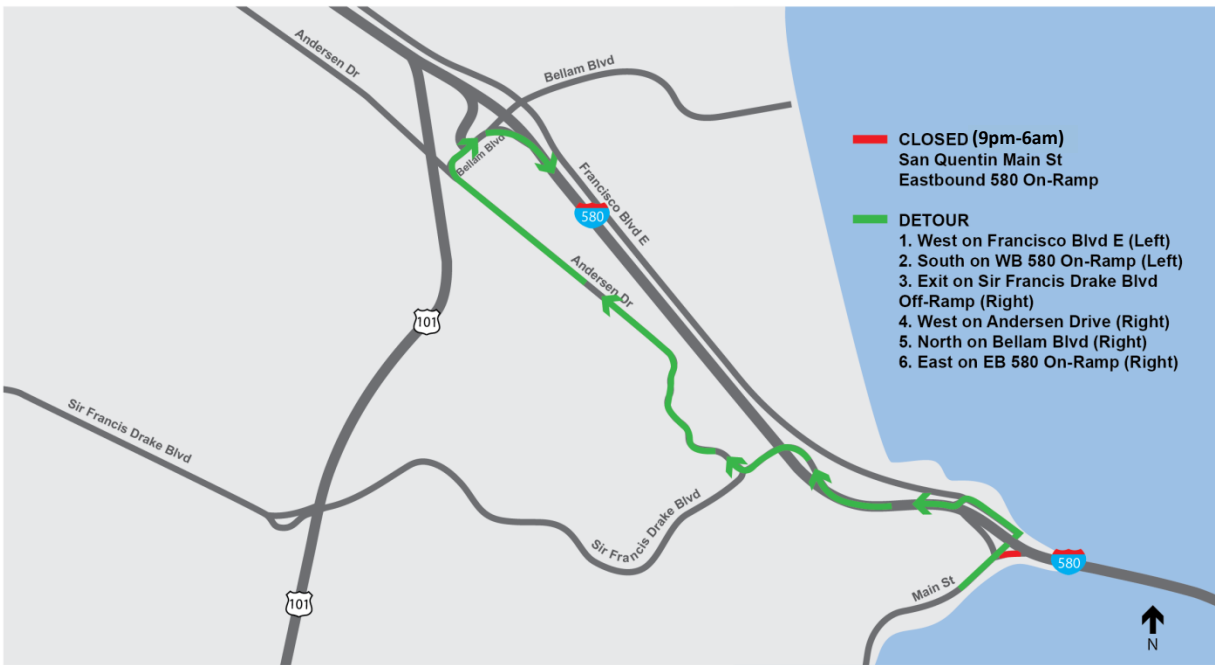 Andersen Dr
Bellam Blvd
Bellam Blvd
Francisco Blvd E
580
Andersen Dr
101
Sir Francis Drake Blvd
Sir Francis Drake Blvd
101
Main St
580
N
CLOSED (9pm-6am)
San Quentin Main St
Eastbound 580 On-Ramp
DETOUR
1. West on Francisco Blvd E (Left)
2. South on WB 580 On-Ramp (Left)
3. Exit on Sir Francis Drake Blvd
Off-Ramp (Right)
4. West on Andersen Drive (Right)
5. North on Bellam Blvd (Right)
6. East on EB 580 On-Ramp (Right)